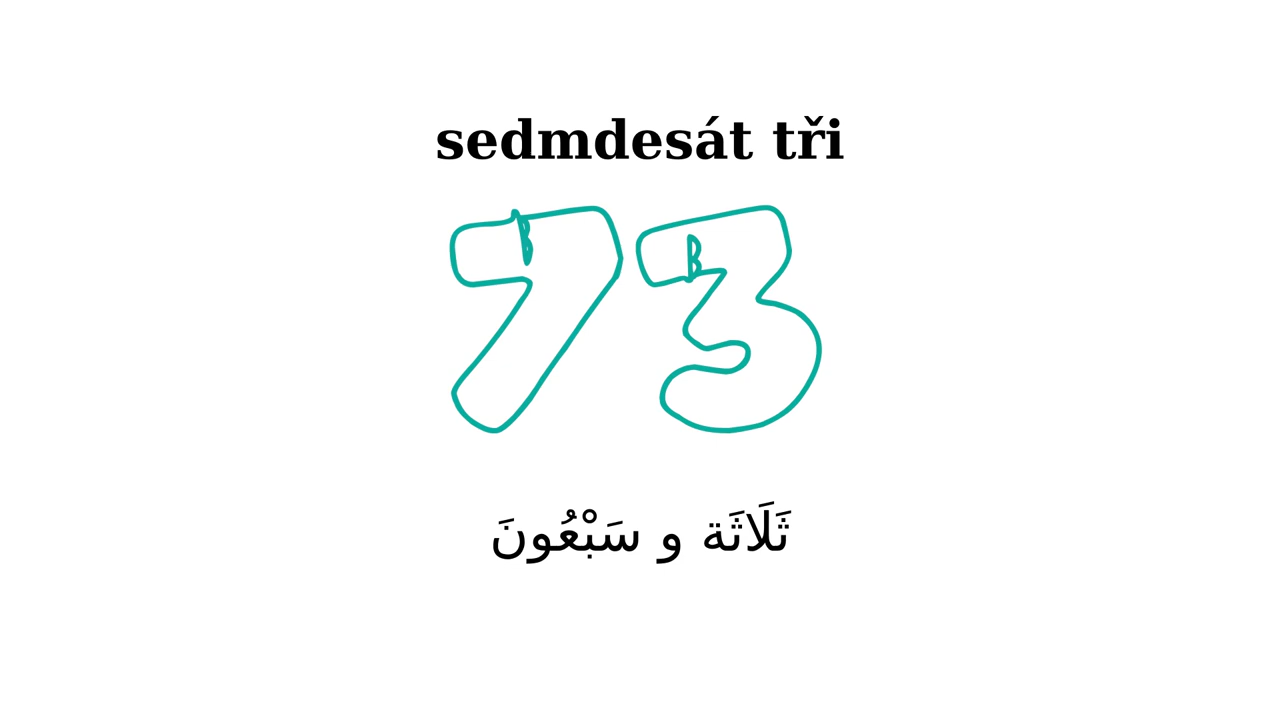 sedmdesát tři
73
ثَلَاثَة و سَبْعُونَ